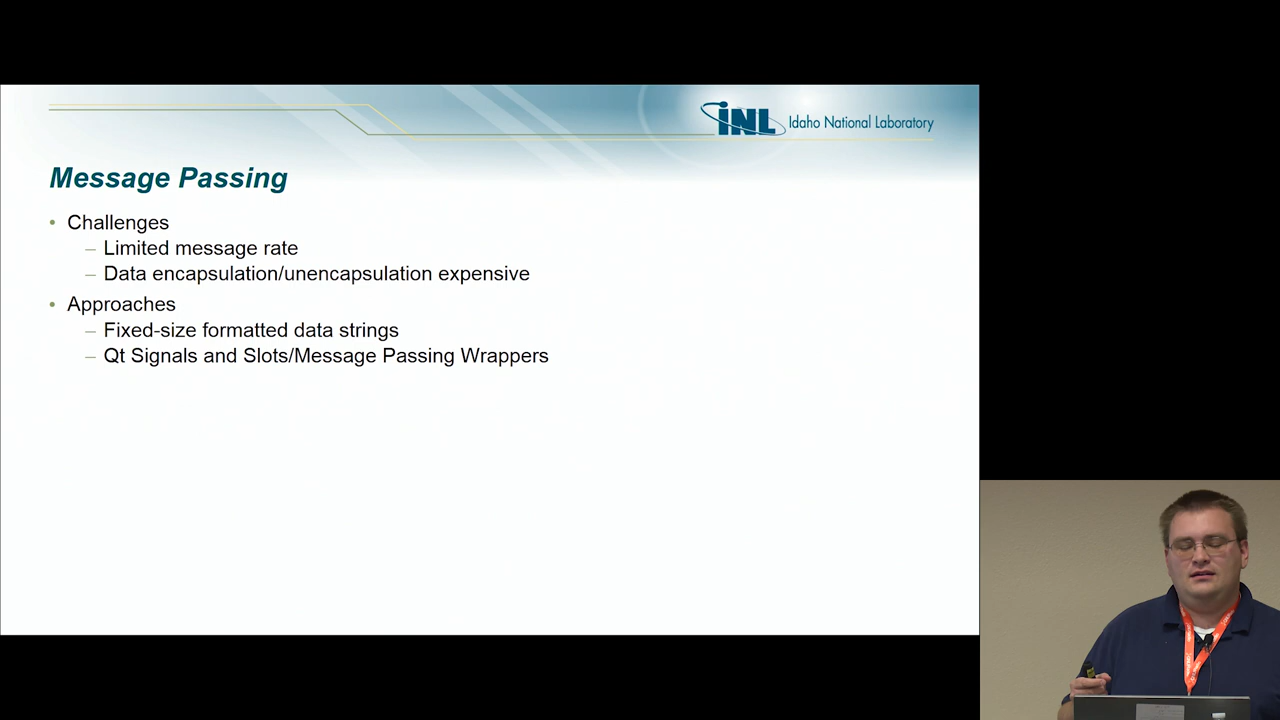 INL Idaho National Laboratory
Message Passing
• Challenges
– Limited message rate
– Data encapsulation/unencapsulation expensive
• Approaches
– Fixed-size formatted data strings
– Qt Signals and Slots/Message Passing Wrappers